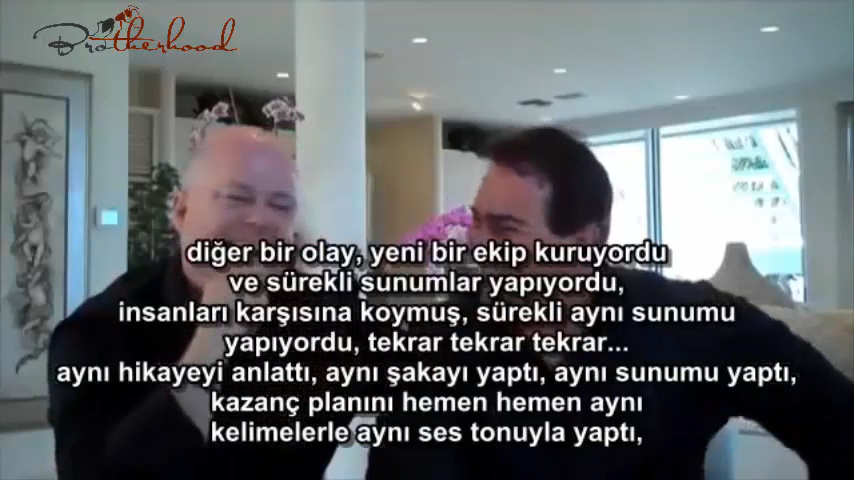 Brotherhood
diğer bir olay, yeni bir ekip kuruyordu
ve sürekli sunumlar yapıyordu,
insanları karşısına koymuş, sürekli aynı sunumu
yapıyordu, tekrar tekrar tekrar...
aynı hikayeyi anlattı, aynı şakayı yaptı, aynı sunumu yaptı,
kazanç planını hemen hemen aynı
kelimelerle aynı ses tonuyla yaptı,